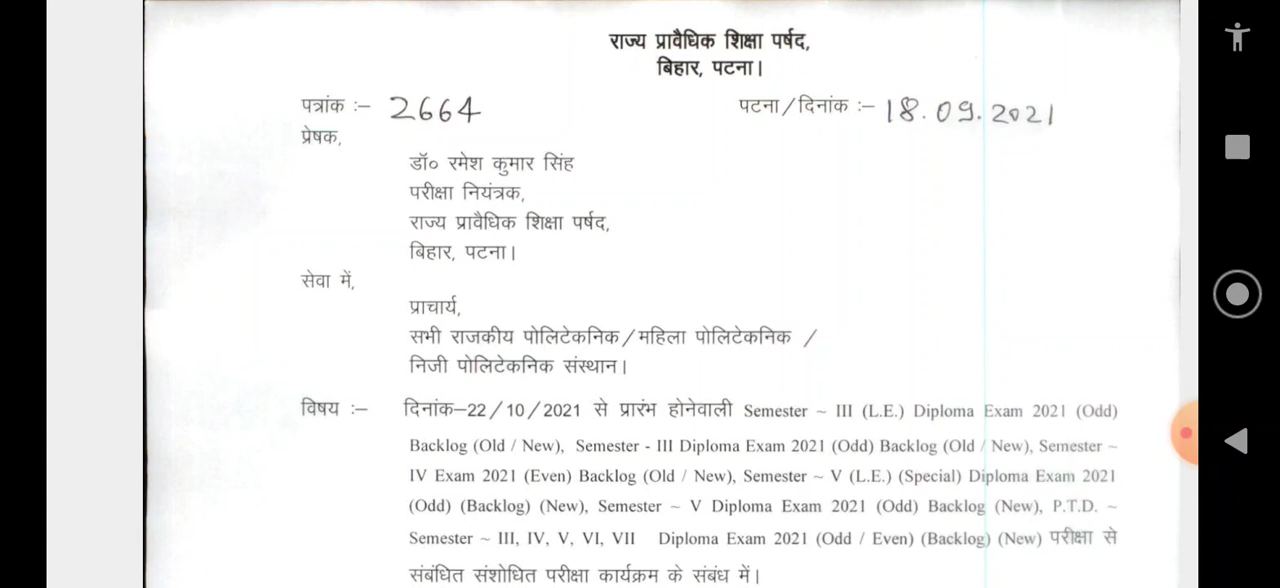 राज्य प्रावैधिक शिक्षा पर्षद,
बिहार, पटना।
पत्रांक :– 2664 पटना/दिनांक :– 18.09.2021
प्रेषक,
डॉ० रमेश कुमार सिंह
परीक्षा नियंत्रक,
राज्य प्रावैधिक शिक्षा पर्षद,
बिहार, पटना।
सेवा में,
प्राचार्य,
सभी राजकीय पोलिटेकनिक/महिला पोलिटेकनिक /
निजी पोलिटेकनिक संस्थान।
विषय :– दिनांक–22/10/2021 से प्रारंभ होनेवाली Semester ~ III (L.E.) Diploma Exam 2021 (Odd)
Backlog (Old / New), Semester - III Diploma Exam 2021 (Odd) Backlog (Old / New), Semester ~
IV Exam 2021 (Even) Backlog (Old / New), Semester ~ V (L.E.) (Special) Diploma Exam 2021
(Odd) (Backlog) (New), Semester ~ V Diploma Exam 2021 (Odd) Backlog (New), P.T.D. ~
Semester ~ III, IV, V, VI, VII Diploma Exam 2021 (Odd / Even) (Backlog) (New) परीक्षा से
संबंधित संशोधित परीक्षा कार्यक्रम के संबंध में।